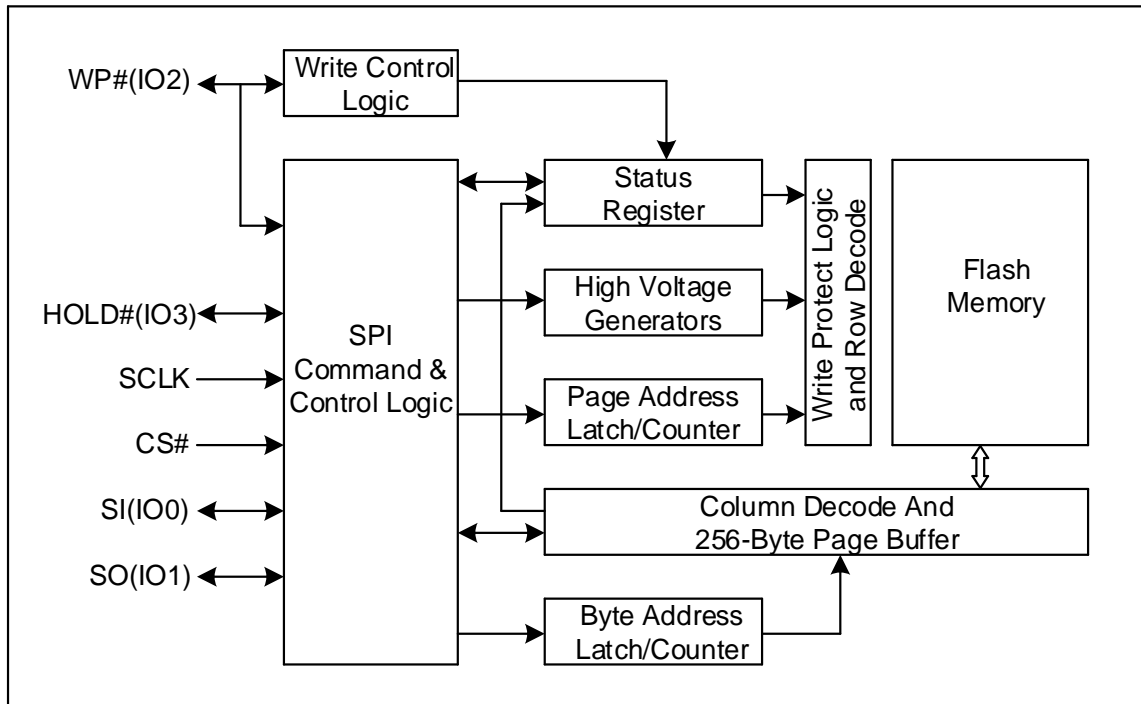 WP#(IO2)
Write Control
Logic
HOLD#(IO3)
SCLK
CS#
SI(IO0)
SO(IO1)
SPI
Command &
Control Logic
Status
Register
High Voltage
Generators
Page Address
Latch/Counter
Write Protect Logic
and Row Decode
Flash
Memory
Column Decode And
256-Byte Page Buffer
Byte Address
Latch/Counter